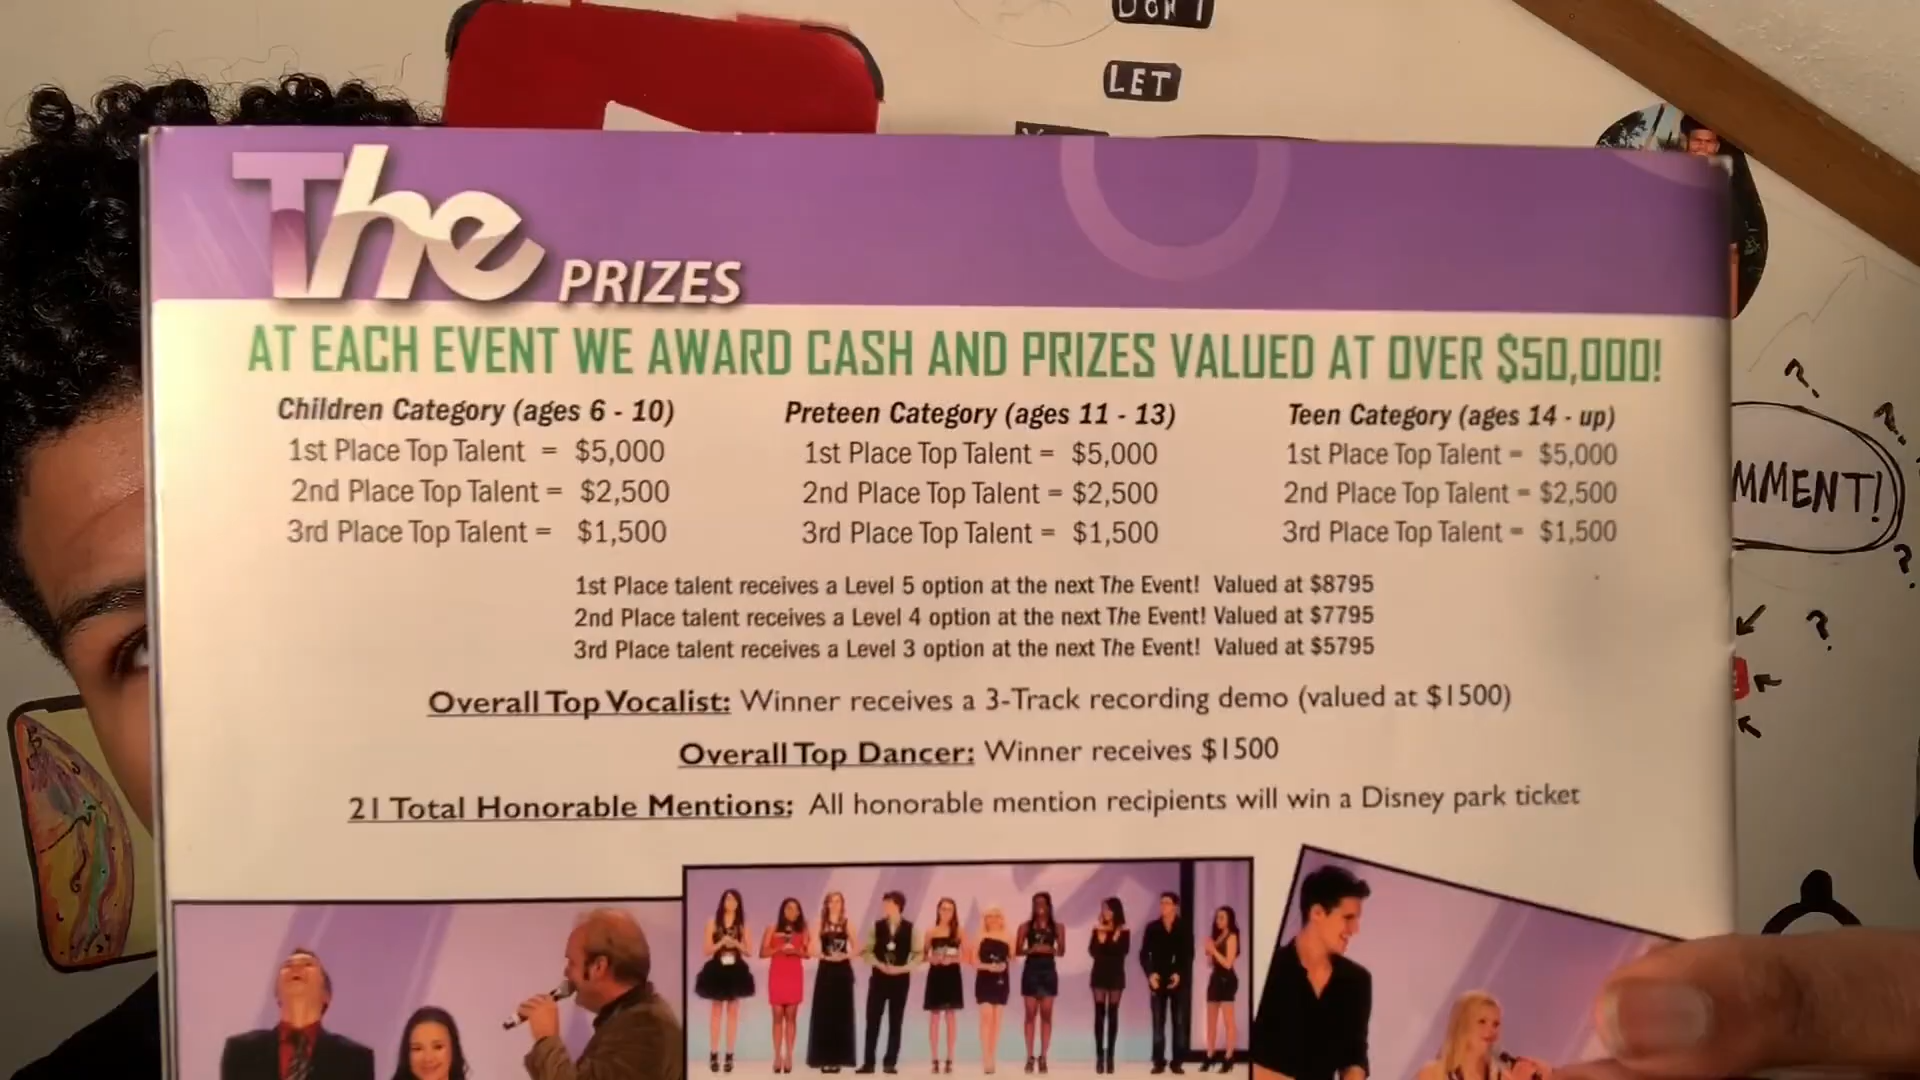 DON'T
LET
The PRIZES
AT EACH EVENT WE AWARD CASH AND PRIZES VALUED AT OVER $50,000!
Children Category (ages 6 - 10)
1st Place Top Talent = $5,000
2nd Place Top Talent = $2,500
3rd Place Top Talent = $1,500
Preteen Category (ages 11 - 13)
1st Place Top Talent = $5,000
2nd Place Top Talent = $2,500
3rd Place Top Talent = $1,500
Teen Category (ages 14 - up)
1st Place Top Talent = $5,000
2nd Place Top Talent = $2,500
3rd Place Top Talent = $1,500
1st Place talent receives a Level 5 option at the next The Event! Valued at $8795
2nd Place talent receives a Level 4 option at the next The Event! Valued at $7795
3rd Place talent receives a Level 3 option at the next The Event! Valued at $5795
Overall Top Vocalist: Winner receives a 3-Track recording demo (valued at $1500)
Overall Top Dancer: Winner receives $1500
21 Total Honorable Mentions: All honorable mention recipients will win a Disney park ticket
MMENT!
? ? ? ?